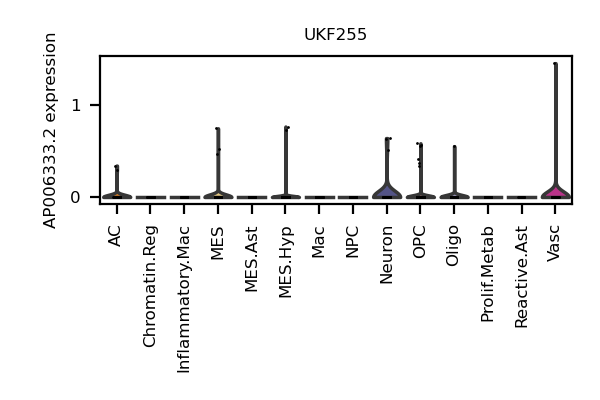 UKF255
AP006333.2 expression
1
0
AC
Chromatin.Reg
Inflammatory.Mac
MES
MES.Ast
MES.Hyp
Mac
NPC
Neuron
OPC
Oligo
Prolif.Metab
Reactive.Ast
Vasc